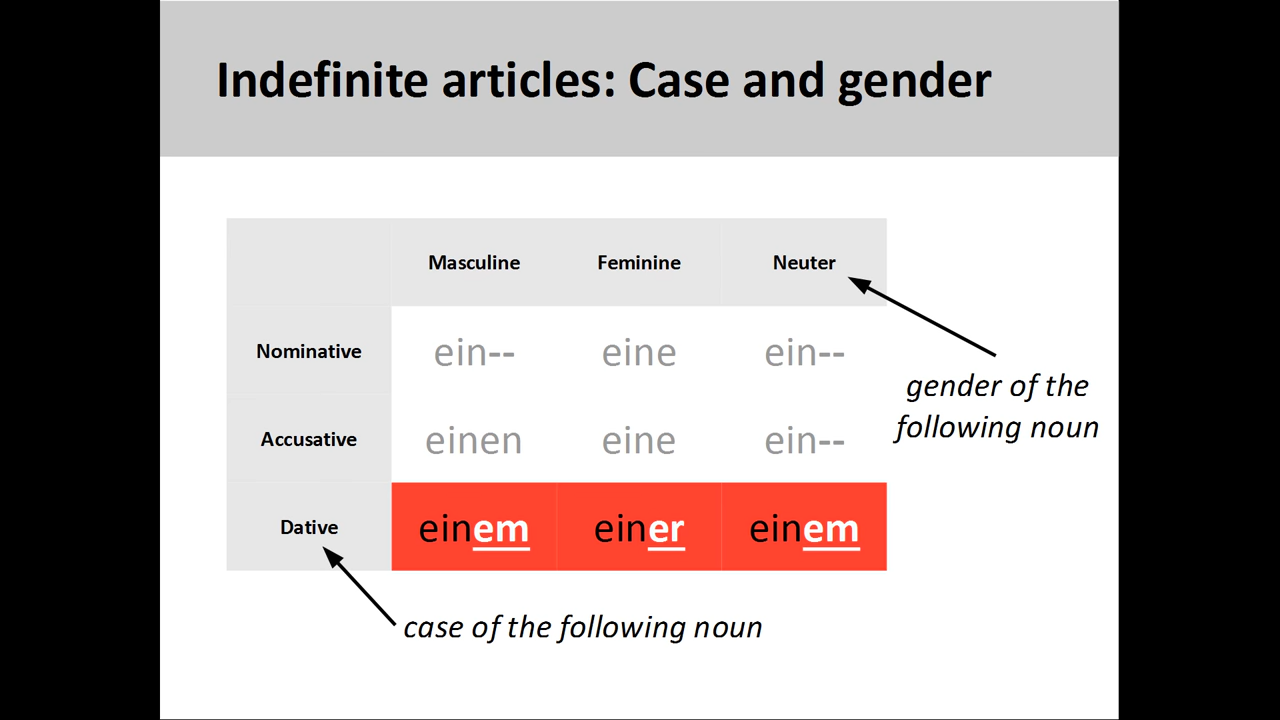 Indefinite articles: Case and gender
Masculine Feminine Neuter
Nominative ein-- eine ein--
Accusative einen eine ein--
Dative einem einer einem
gender of the
following noun
case of the following noun